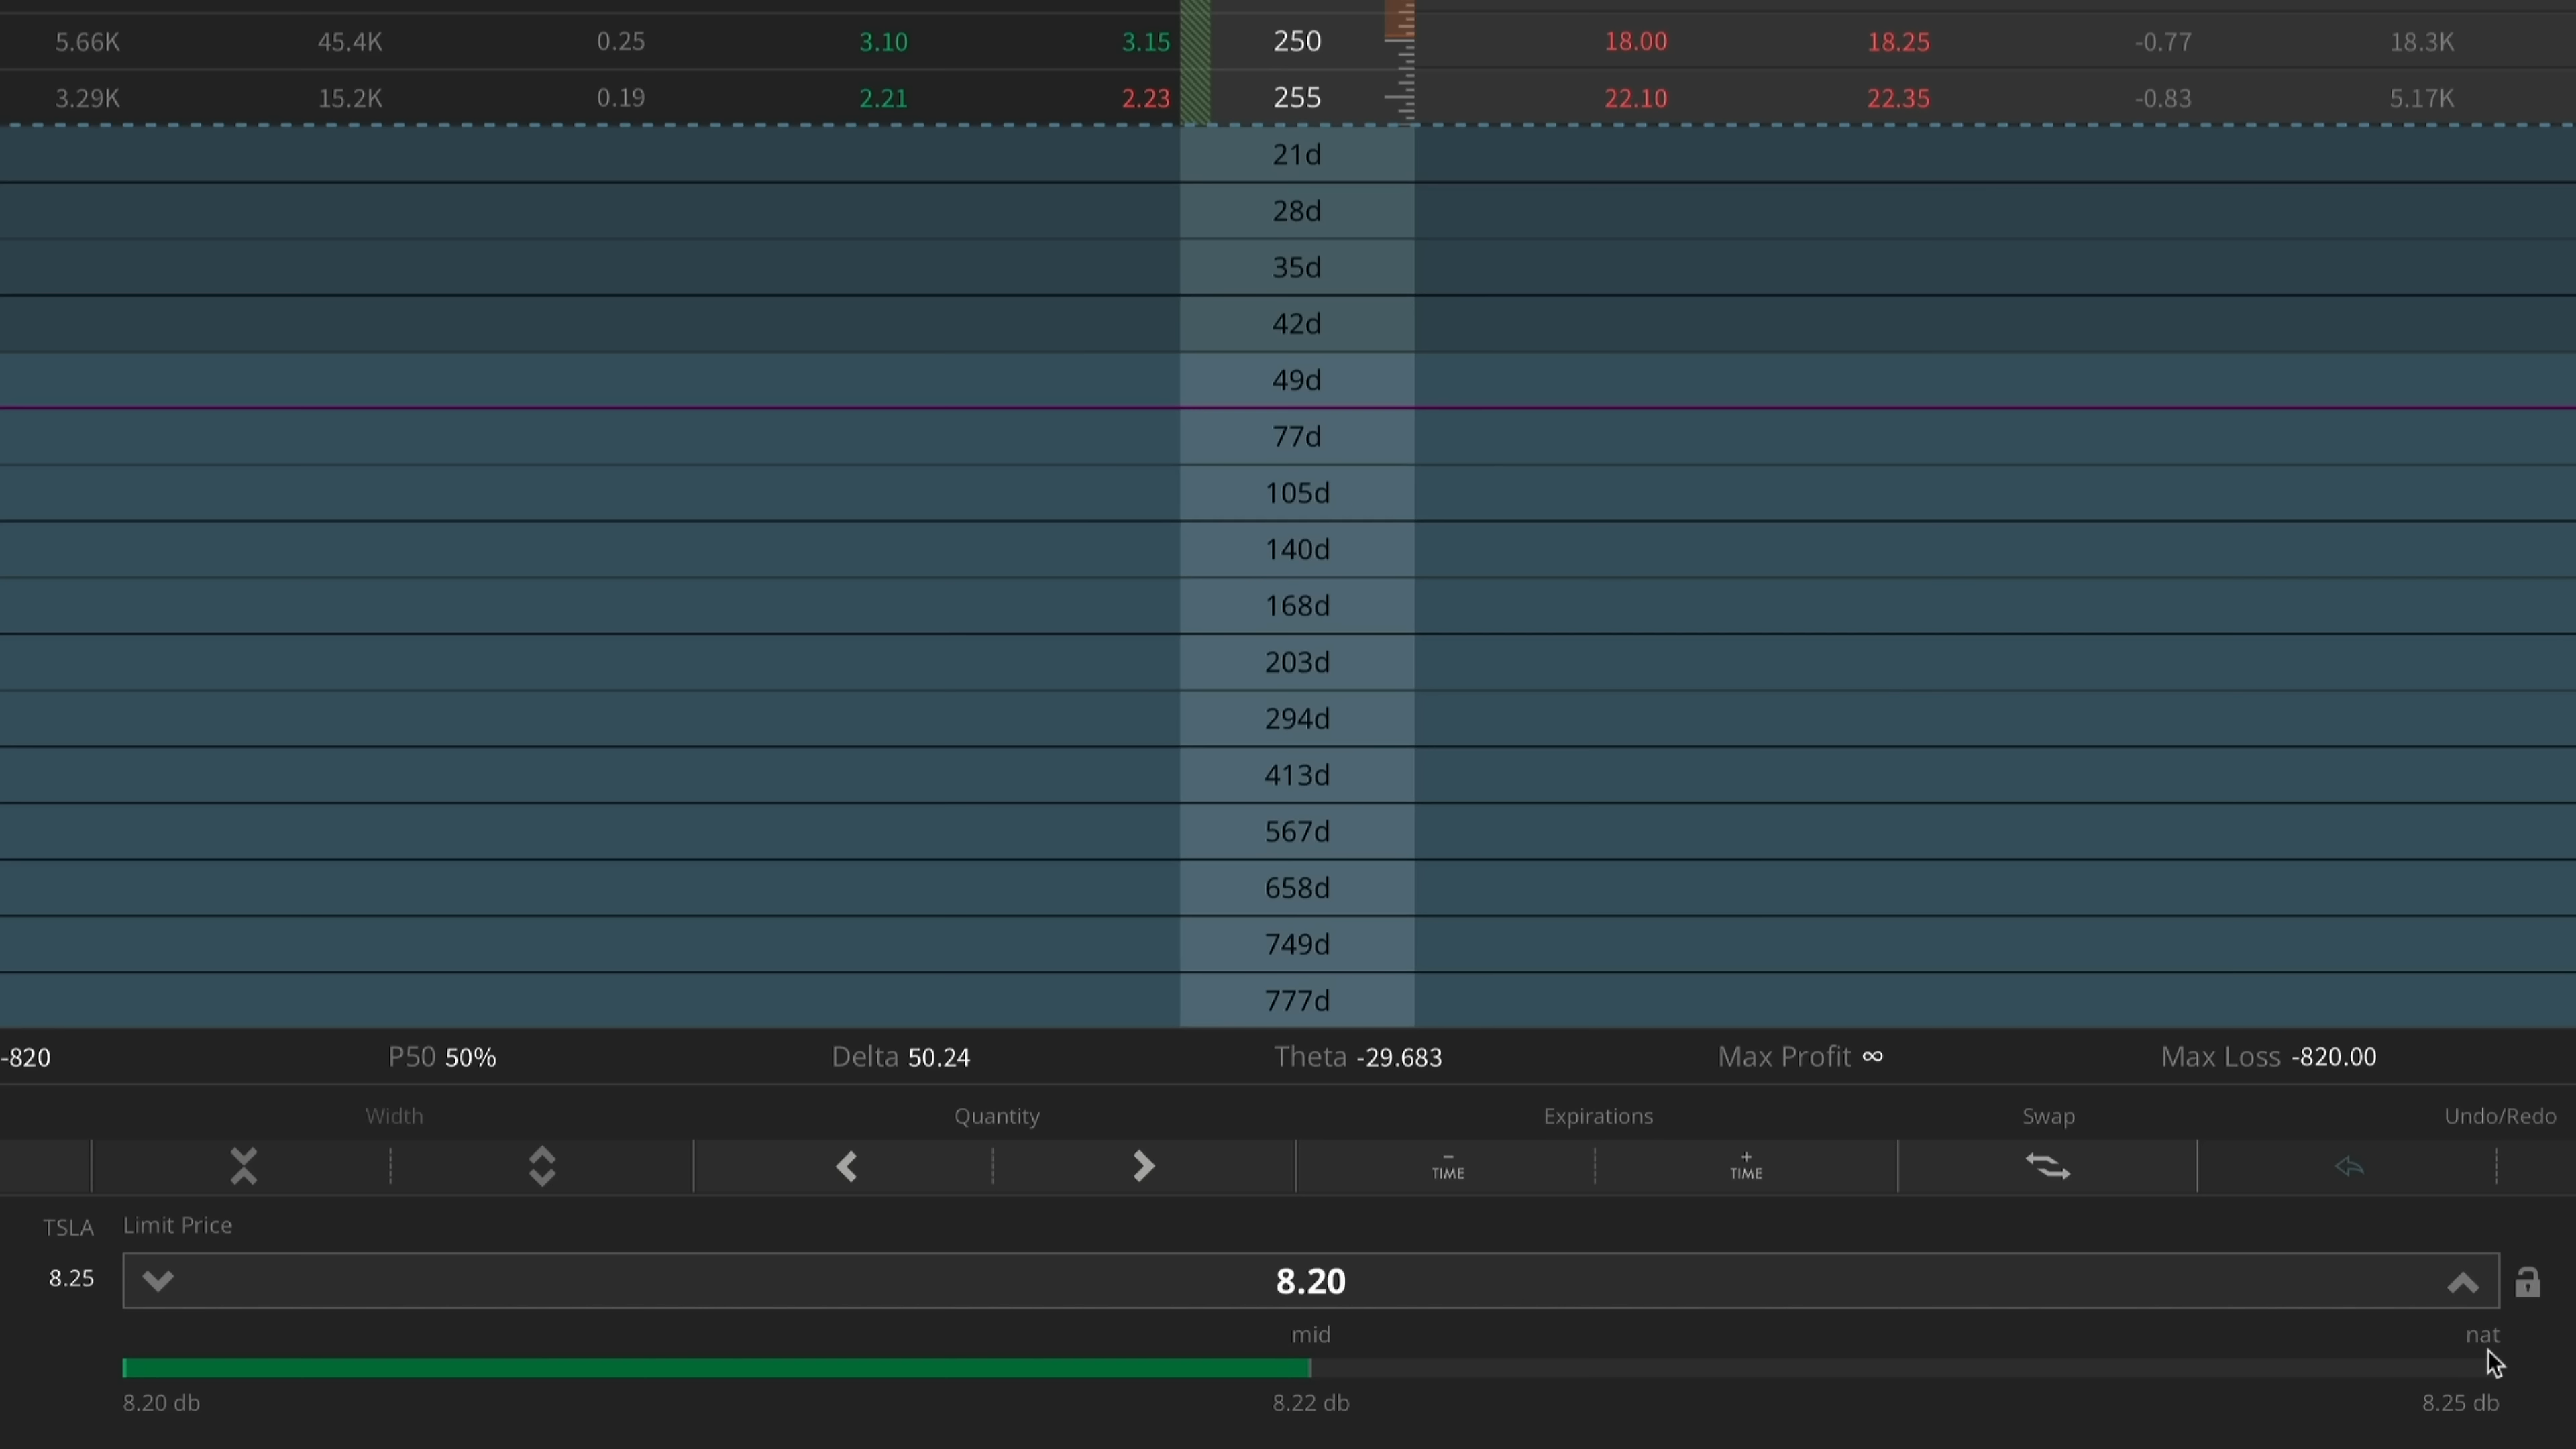 5.66K 45.4K 0.25 3.10 3.15 250 18.00 18.25 -0.77 18.3K
3.29K 15.2K 0.19 2.21 2.23 255 22.10 22.35 -0.83 5.17K
21d
28d
35d
42d
49d
77d
105d
140d
168d
203d
294d
413d
567d
658d
749d
777d
-820 P50 50% Delta 50.24 Theta -29.683 Max Profit ∞ Max Loss -820.00
Width Quantity Expirations Swap Undo/Redo
- TIME + TIME
TSLA Limit Price
8.25 8.20
mid nat
8.20 db 8.22 db 8.25 db